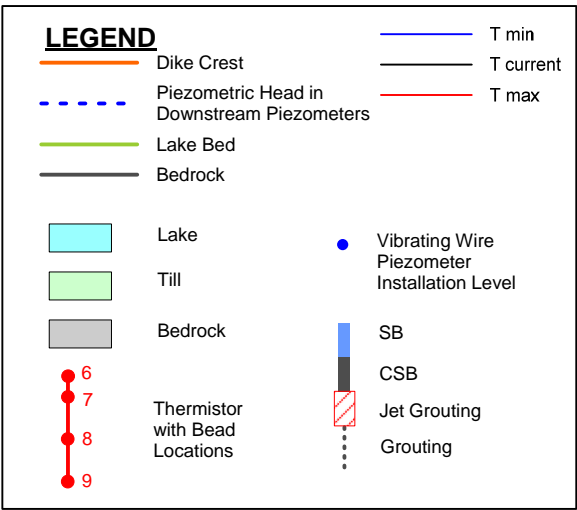 LEGEND
Dike Crest
Piezometric Head in
Downstream Piezometers
Lake Bed
Bedrock
T min
T current
T max
Lake
Till
Bedrock
6
7
8
9
Thermistor
with Bead
Locations
Vibrating Wire
Piezometer
Installation Level
SB
CSB
Jet Grouting
Grouting